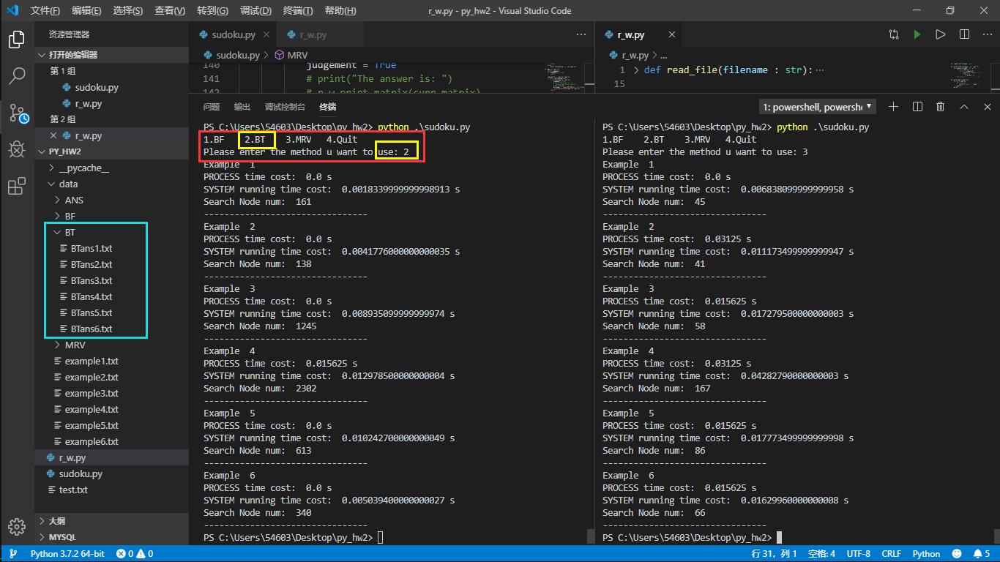 文件(F) 编辑(E) 选择(S) 查看(V) 转到(G) 调试(D) 终端(T) 帮助(H) r_w.py - py_hw2 - Visual Studio Code
资源管理器
打开的编辑器
第 1 组
sudoku.py
r_w.py
第 2 组
r_w.py
PY_HW2
__pycache__
data
ANS
BF
BT
BTans1.txt
BTans2.txt
BTans3.txt
BTans4.txt
BTans5.txt
BTans6.txt
MRV
example1.txt
example2.txt
example3.txt
example4.txt
example5.txt
example6.txt
r_w.py
sudoku.py
test.txt
大纲
MYSQL
sudoku.py r_w.py
sudoku.py > MRV
140 judgement = True
141 # print("The answer is: ")
142 # r_w.print_matrix(curr_matrix)
r_w.py
r_w.py > ...
1 > def read_file(filename : str):···
15
问题 输出 调试控制台 终端 1: powershell, powershe
PS C:\Users\54603\Desktop\py_hw2> python .\sudoku.py
1.BF 2.BT 3.MRV 4.Quit
Please enter the method u want to use: 2
Example 1
PROCESS time cost: 0.0 s
SYSTEM running time cost: 0.0018339999999998913 s
Search Node num: 161
--------------------------------
Example 2
PROCESS time cost: 0.0 s
SYSTEM running time cost: 0.0041776000000000035 s
Search Node num: 138
--------------------------------
Example 3
PROCESS time cost: 0.0 s
SYSTEM running time cost: 0.008935099999999974 s
Search Node num: 1245
--------------------------------
Example 4
PROCESS time cost: 0.015625 s
SYSTEM running time cost: 0.012978500000000004 s
Search Node num: 2302
--------------------------------
Example 5
PROCESS time cost: 0.0 s
SYSTEM running time cost: 0.010242700000000049 s
Search Node num: 613
--------------------------------
Example 6
PROCESS time cost: 0.0 s
SYSTEM running time cost: 0.005039400000000027 s
Search Node num: 340
--------------------------------
PS C:\Users\54603\Desktop\py_hw2>
PS C:\Users\54603\Desktop\py_hw2> python .\sudoku.py
1.BF 2.BT 3.MRV 4.Quit
Please enter the method u want to use: 3
Example 1
PROCESS time cost: 0.0 s
SYSTEM running time cost: 0.006838099999999958 s
Search Node num: 45
--------------------------------
Example 2
PROCESS time cost: 0.03125 s
SYSTEM running time cost: 0.011173499999999947 s
Search Node num: 41
--------------------------------
Example 3
PROCESS time cost: 0.015625 s
SYSTEM running time cost: 0.017279500000000003 s
Search Node num: 58
--------------------------------
Example 4
PROCESS time cost: 0.03125 s
SYSTEM running time cost: 0.04282790000000003 s
Search Node num: 167
--------------------------------
Example 5
PROCESS time cost: 0.015625 s
SYSTEM running time cost: 0.017773499999999998 s
Search Node num: 86
--------------------------------
Example 6
PROCESS time cost: 0.015625 s
SYSTEM running time cost: 0.01629960000000008 s
Search Node num: 66
--------------------------------
PS C:\Users\54603\Desktop\py_hw2>
Python 3.7.2 64-bit 0 0 行 31，列 1 空格: 4 UTF-8 CRLF Python 5